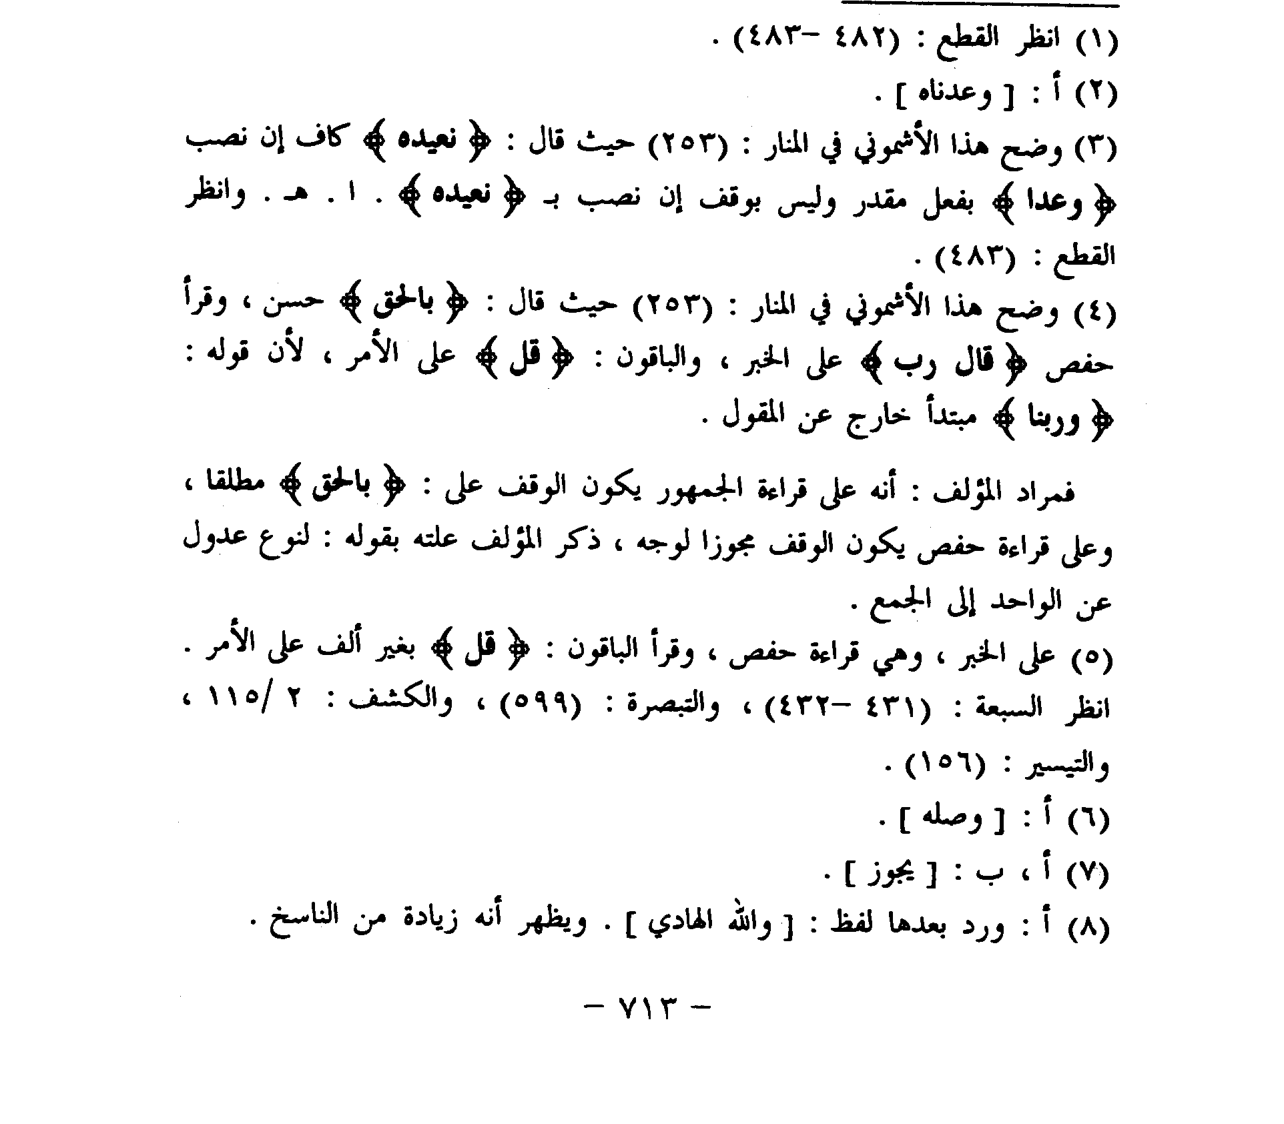 (١) انظر القطع : (٤٨٢ –٤٨٣) .
(٢) أ : [ وعدناه ] .
(٣) وضح هذا الأشموني في المنار : (٢٥٣) حيث قال : ﴿ نعيده ﴾ كاف إن نصب
﴿ وعدا ﴾ بفعل مقدر وليس بوقف إن نصب بـ ﴿ نعيده ﴾ . ا . هـ . وانظر
القطع : (٤٨٣) .
(٤) وضح هذا الأشموني في المنار : (٢٥٣) حيث قال : ﴿ بالحق ﴾ حسن ، وقرأ
حفص ﴿ قال رب ﴾ على الخبر ، والباقون : ﴿ قل ﴾ على الأمر ، لأن قوله :
﴿ وربنا ﴾ مبتدأ خارج عن المقول .
فمراد المؤلف : أنه على قراءة الجمهور يكون الوقف على : ﴿ بالحق ﴾ مطلقا ،
وعلى قراءة حفص يكون الوقف مجوزا لوجه ، ذكر المؤلف علته بقوله : لنوع عدول
عن الواحد إلى الجمع .
(٥) على الخبر ، وهي قراءة حفص ، وقرأ الباقون : ﴿ قل ﴾ بغير ألف على الأمر .
انظر السبعة : (٤٣١ –٤٣٢) ، والتبصرة : (٥٩٩) ، والكشف : ٢ /١١٥ ،
والتيسير : (١٥٦) .
(٦) أ : [ وصله ] .
(٧) أ ، ب : [ يجوز ] .
(٨) أ : ورد بعدها لفظ : [ والله الهادي ] . ويظهر أنه زيادة من الناسخ .
– ٧١٣ –